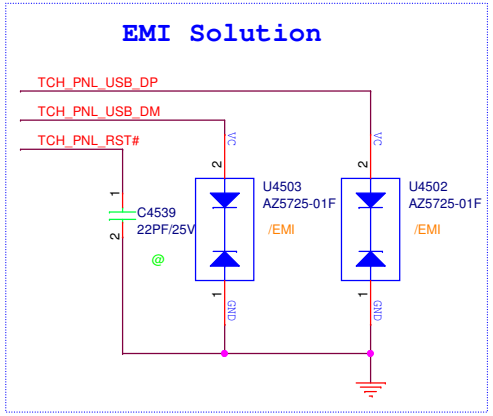 EMI Solution
TCH_PNL_USB_DP
TCH_PNL_USB_DM
TCH_PNL_RST#
VC
VC
2
2
1
C4539
22PF/25V
2
@
U4503
AZ5725-01F
/EMI
U4502
AZ5725-01F
/EMI
1
GND
1
GND